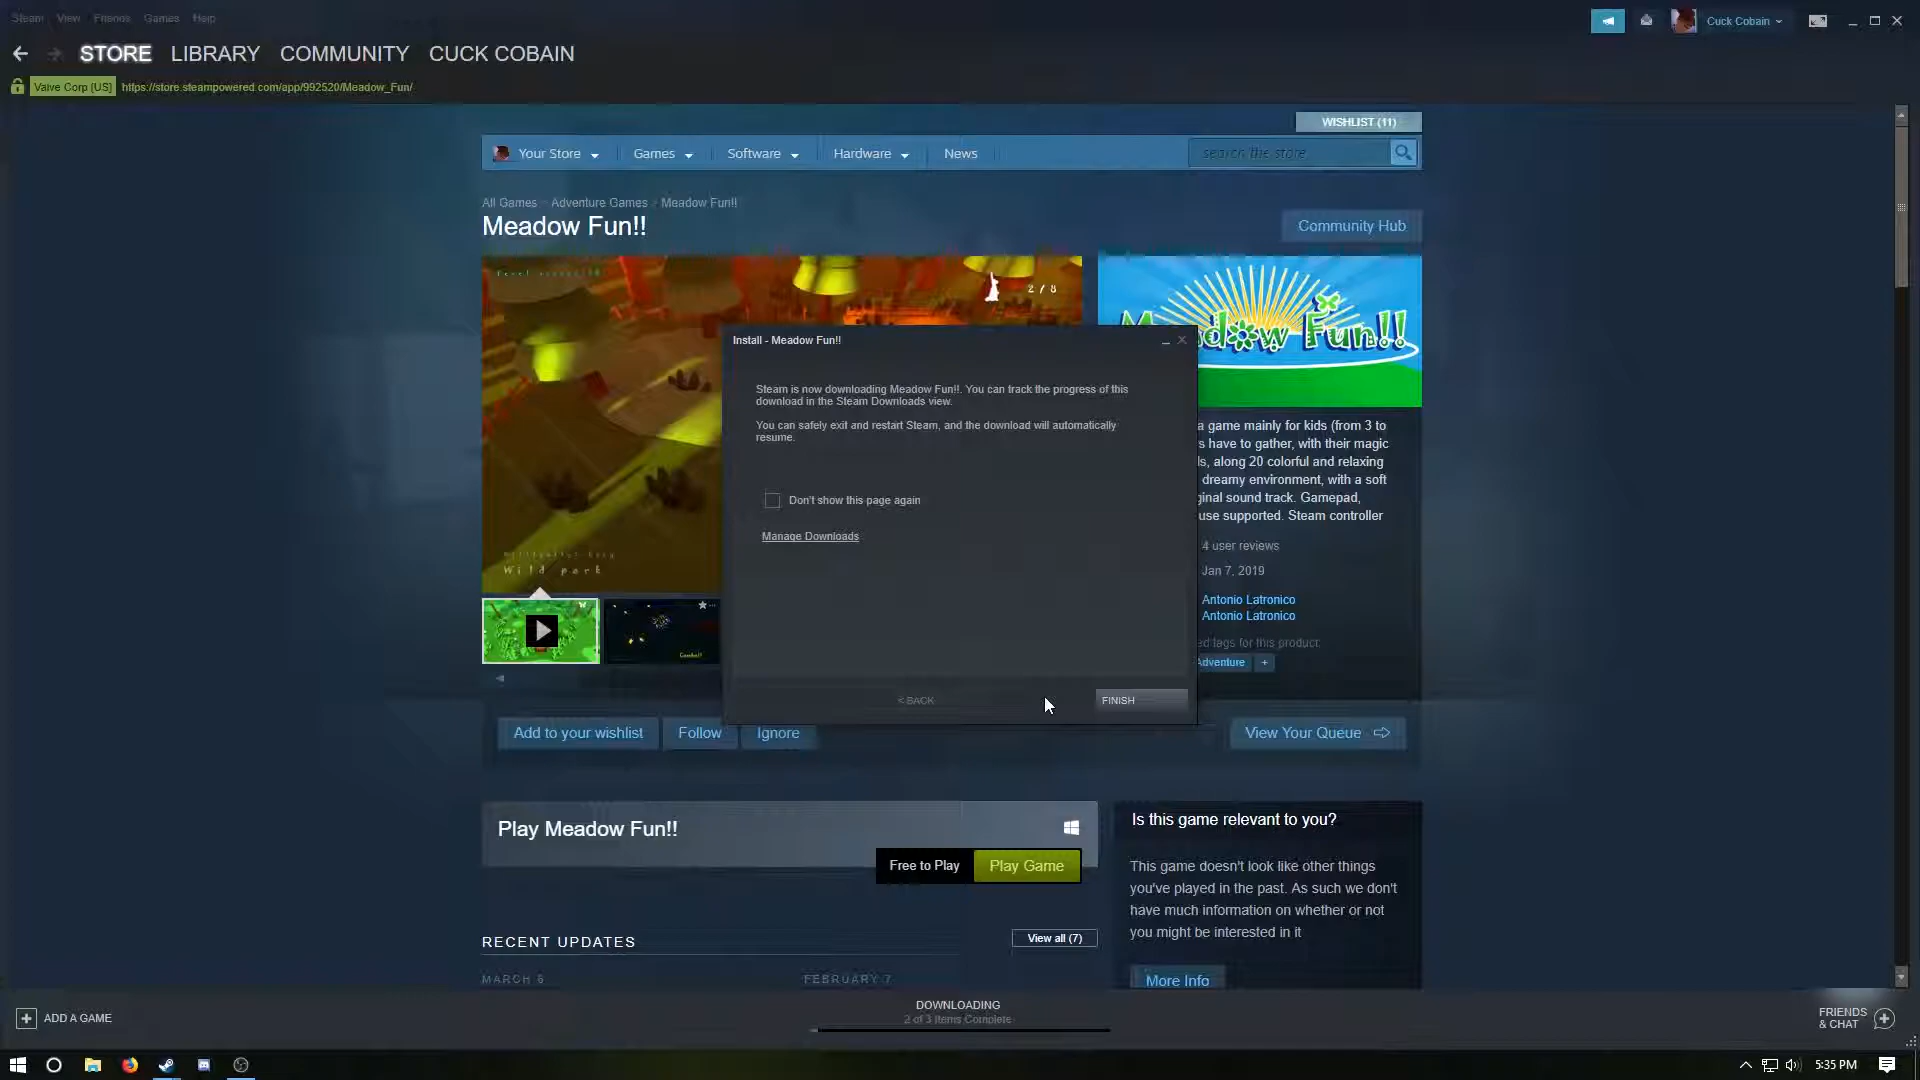 Steam View Friends Games Help
Cuck Cobain
STORE LIBRARY COMMUNITY CUCK COBAIN
Valve Corp [US] https://store.steampowered.com/app/992520/Meadow_Fun/
WISHLIST (11)
Your Store Games Software Hardware News
search the store
All Games Adventure Games Meadow Fun!!
Meadow Fun!!
Community Hub
2 / 8
Meadow Fun!!
Install - Meadow Fun!!
Steam is now downloading Meadow Fun!!. You can track the progress of this
download in the Steam Downloads view.
You can safely exit and restart Steam, and the download will automatically
resume.
Don't show this page again
Manage Downloads
< BACK
FINISH
a game mainly for kids (from 3 to
s have to gather, with their magic
ls, along 20 colorful and relaxing
dreamy environment, with a soft
ginal sound track. Gamepad,
use supported. Steam controller
4 user reviews
Jan 7, 2019
Antonio Latronico
Antonio Latronico
ed tags for this product:
Adventure +
Wild park
Add to your wishlist Follow Ignore
View Your Queue
Play Meadow Fun!!
Free to Play Play Game
Is this game relevant to you?
This game doesn't look like other things
you've played in the past. As such we don't
have much information on whether or not
you might be interested in it
More Info
RECENT UPDATES
View all (7)
MARCH 6 FEBRUARY 7
ADD A GAME
DOWNLOADING
2 of 3 Items Complete
FRIENDS
& CHAT
5:35 PM